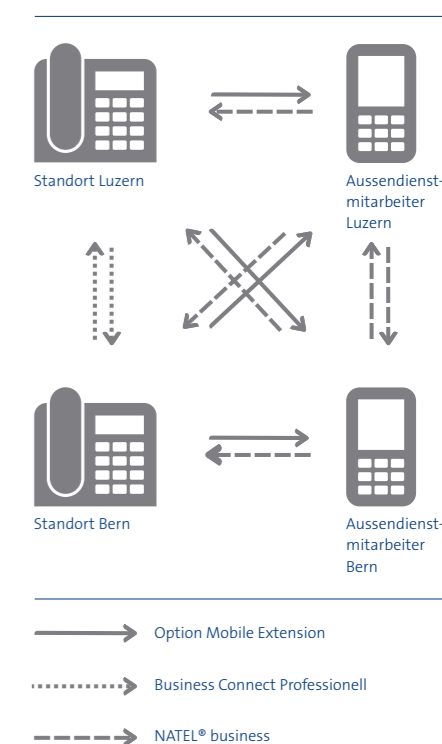 Standort Luzern
Aussendienst-
mitarbeiter
Luzern
Standort Bern
Aussendienst-
mitarbeiter
Bern
Option Mobile Extension
Business Connect Professionell
NATEL® business